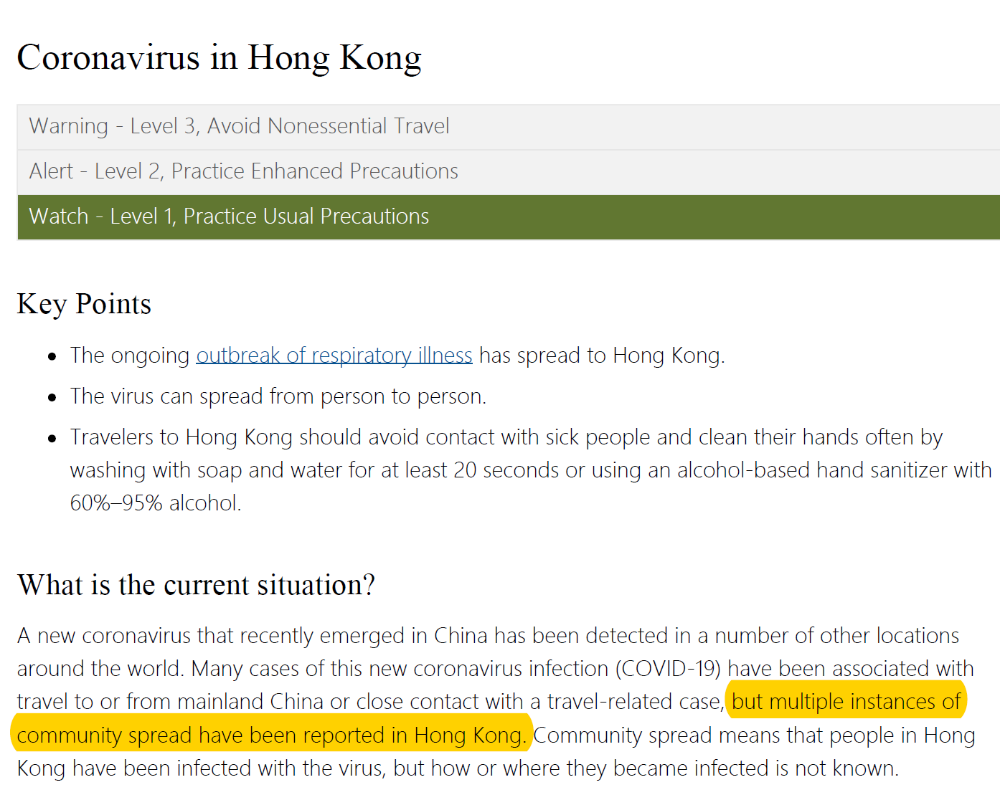 Coronavirus in Hong Kong
Warning - Level 3, Avoid Nonessential Travel
Alert - Level 2, Practice Enhanced Precautions
Watch - Level 1, Practice Usual Precautions
Key Points
• The ongoing outbreak of respiratory illness has spread to Hong Kong.
• The virus can spread from person to person.
• Travelers to Hong Kong should avoid contact with sick people and clean their hands often by
washing with soap and water for at least 20 seconds or using an alcohol-based hand sanitizer with
60%–95% alcohol.
What is the current situation?
A new coronavirus that recently emerged in China has been detected in a number of other locations
around the world. Many cases of this new coronavirus infection (COVID-19) have been associated with
travel to or from mainland China or close contact with a travel-related case, but multiple instances of
community spread have been reported in Hong Kong. Community spread means that people in Hong
Kong have been infected with the virus, but how or where they became infected is not known.